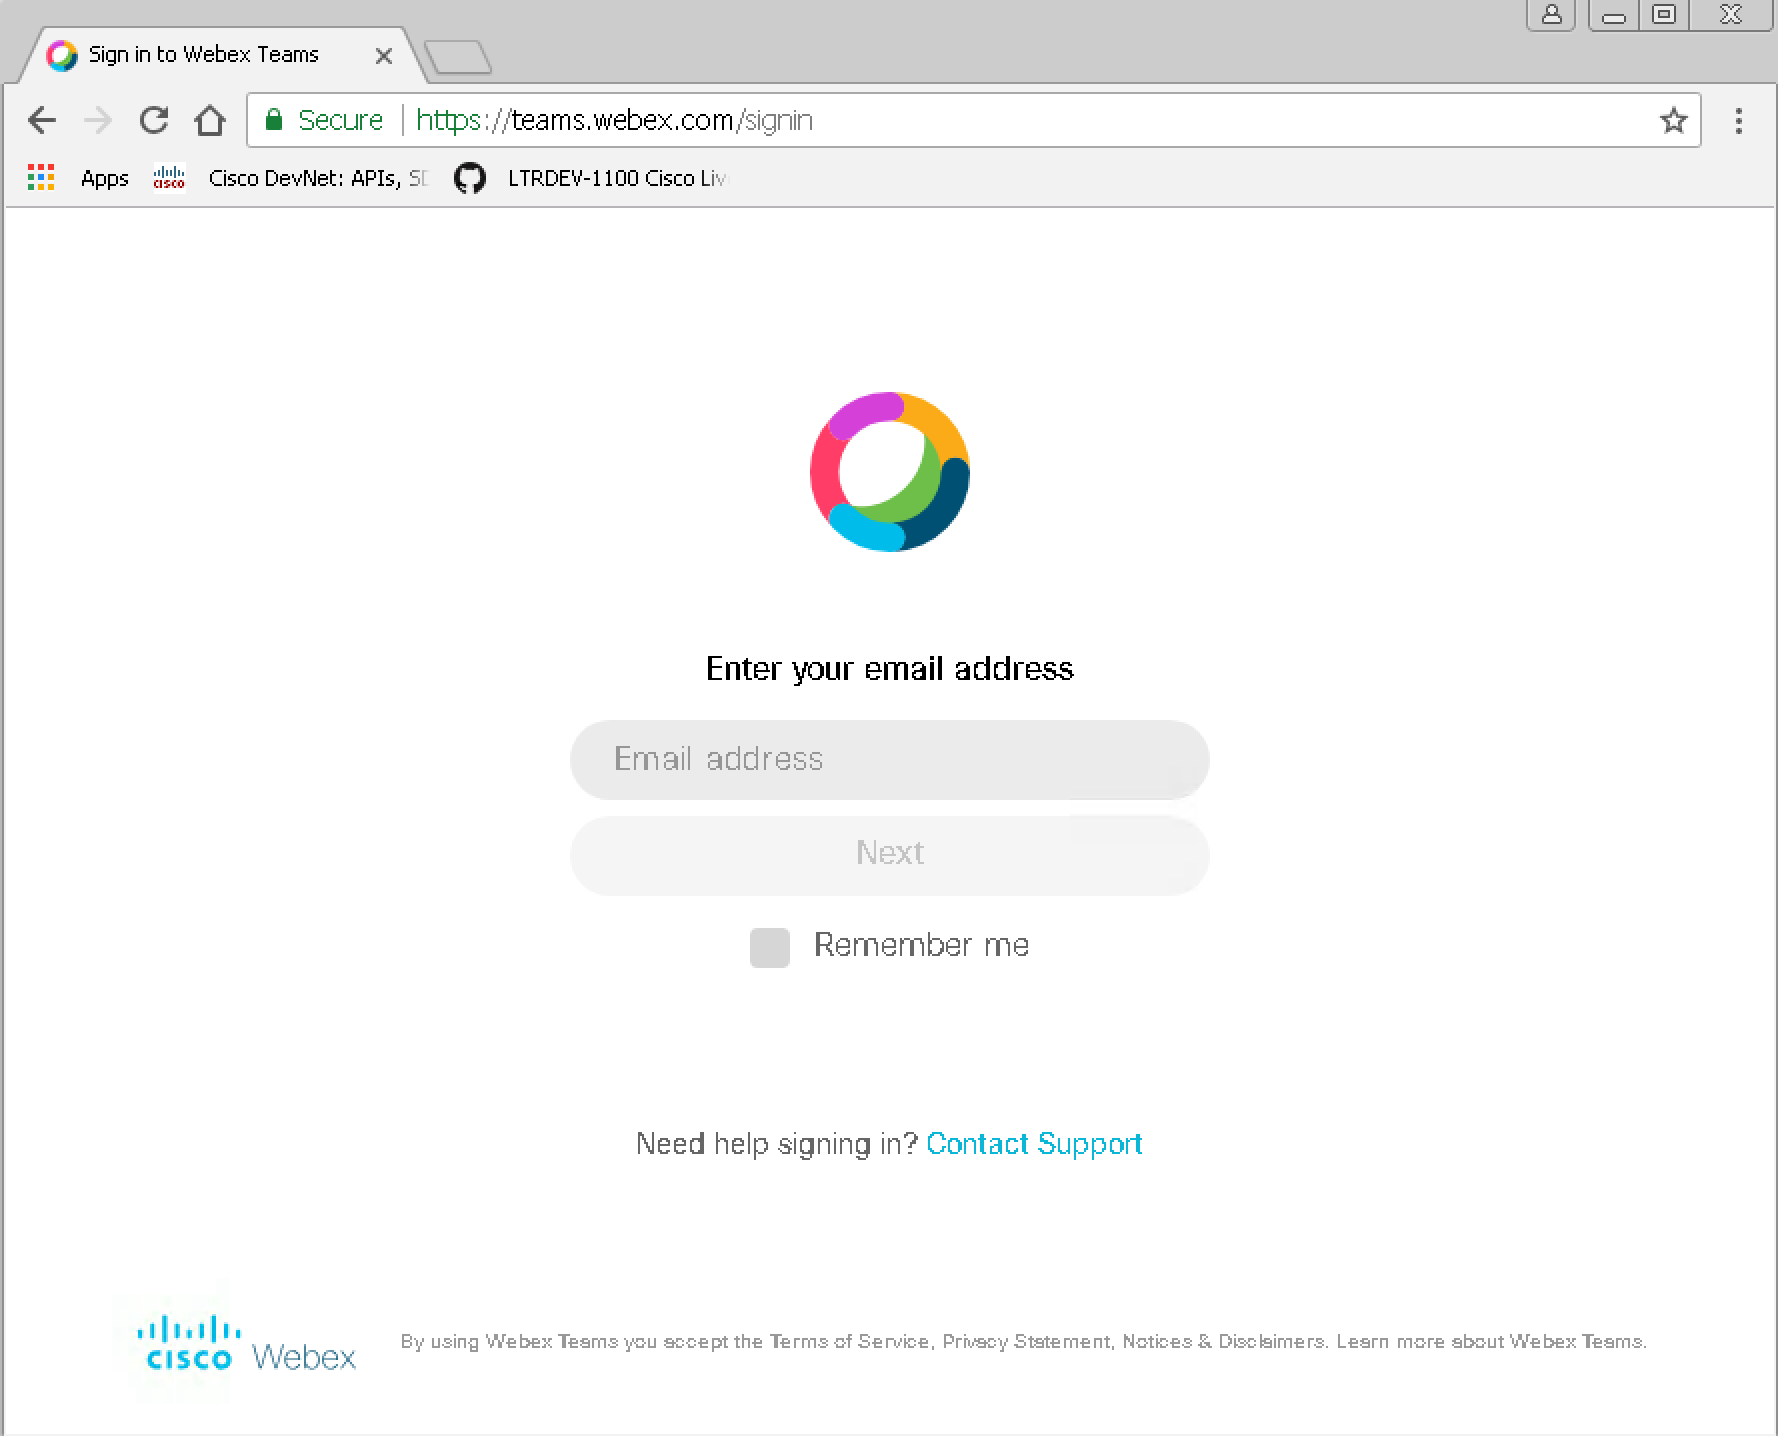 Sign in to Webex Teams
Secure | https://teams.webex.com/signin
Apps
CISCO
Cisco DevNet: APIs, SD
LTRDEV-1100 Cisco Liv
Enter your email address
Email address
Next
Remember me
Need help signing in? Contact Support
CISCO Webex
By using Webex Teams you accept the Terms of Service, Privacy Statement, Notices & Disclaimers. Learn more about Webex Teams.